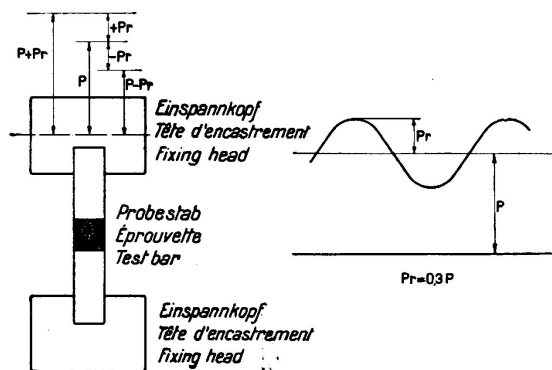 +Pr
P+Pr
P
-Pr
P-Pr
Einspannkopf
Tête d'encastrement
Fixing head
Probestab
Éprouvette
Test bar
Einspannkopf
Tête d'encastrement
Fixing head
Pr
P
Pr=0,3P